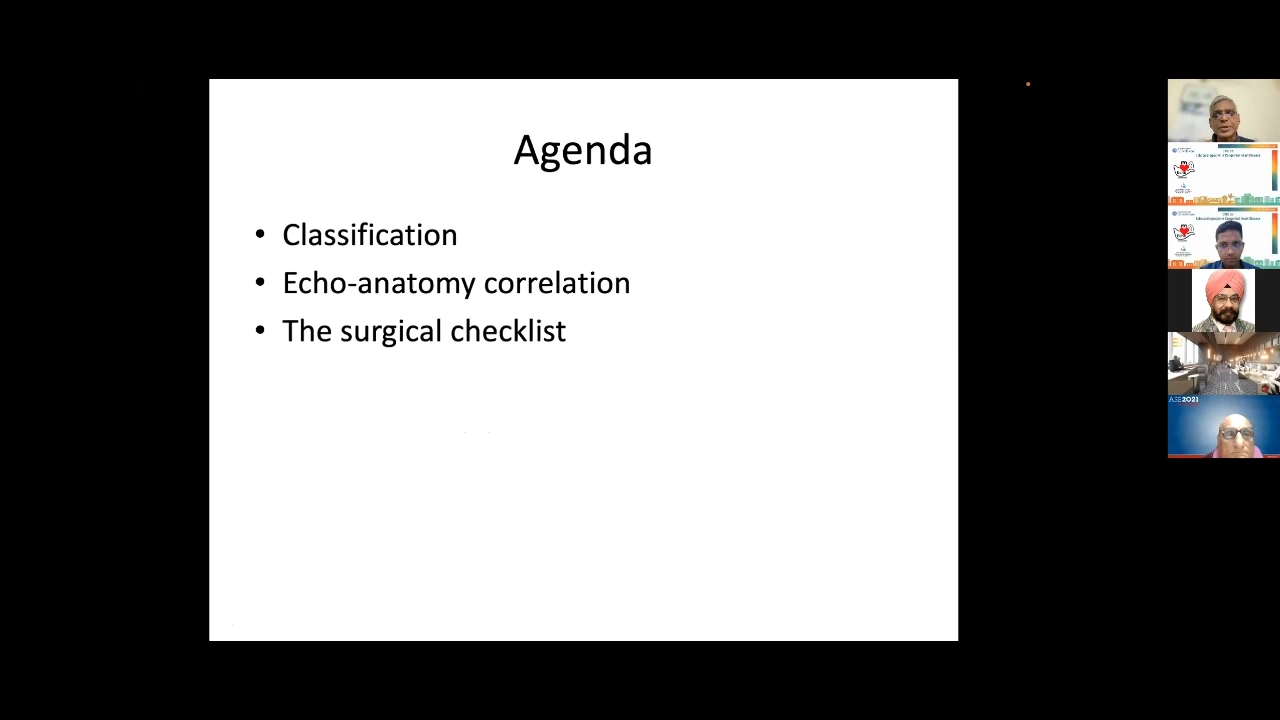 Agenda
• Classification
• Echo-anatomy correlation
• The surgical checklist
ASE2021